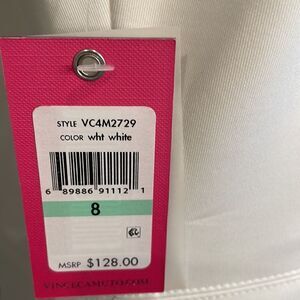 STYLE VC4M2729
COLOR wht white
6 89886 91112 1
8
MSRP $128.00
VINCECAMUTO.COM